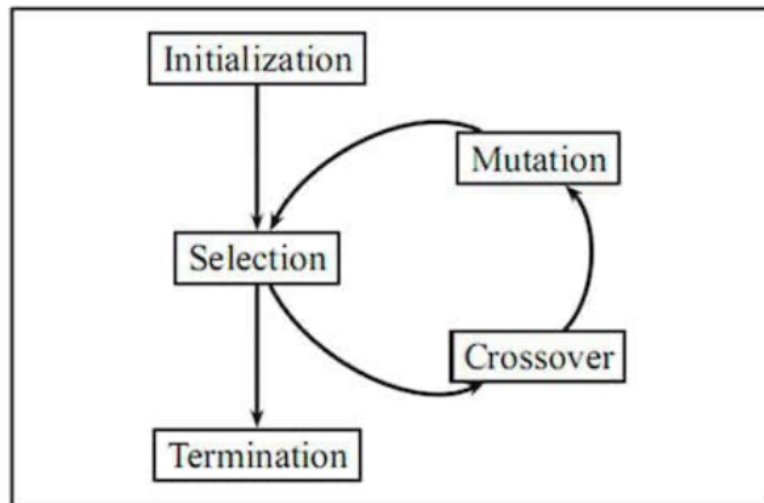 Initialization
Mutation
Selection
Crossover
Termination